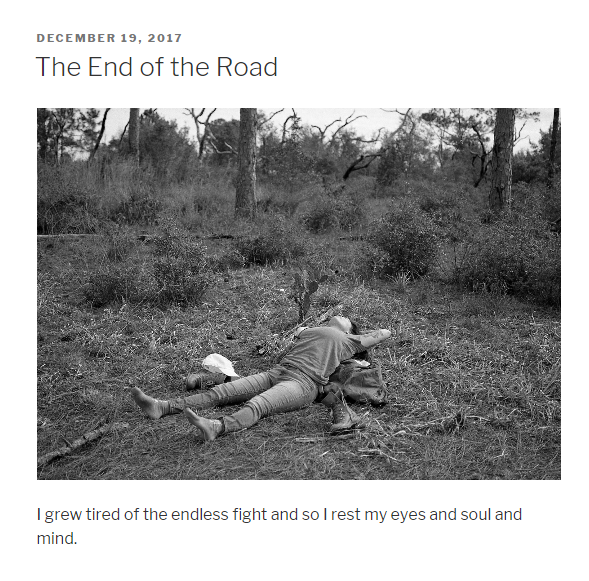 DECEMBER 19, 2017
The End of the Road
I grew tired of the endless fight and so I rest my eyes and soul and
mind.